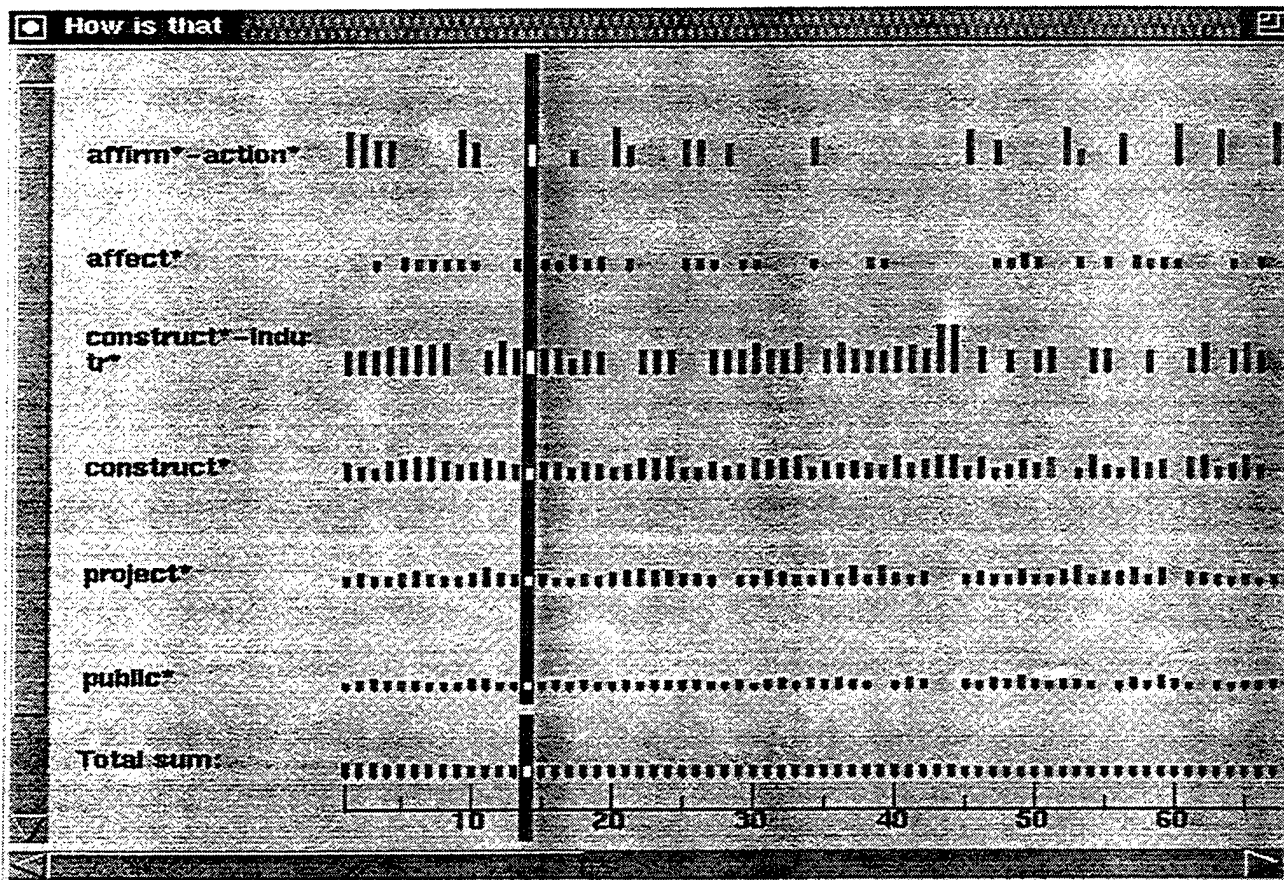 How is that
affirm*-action*
affect*
construct*-indu
tr*
construct*
project*
public*
Total sum:
10 20 30 40 50 60